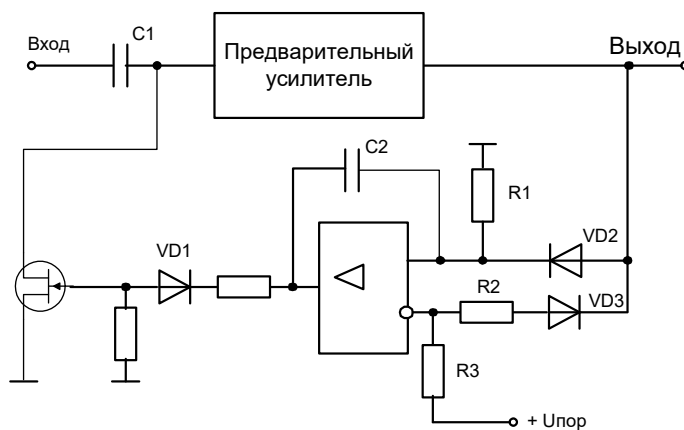 Вход
C1
Предварительный
усилитель
Выход
C2
R1
VD1
VD2
R2
VD3
R3
+ Uпор